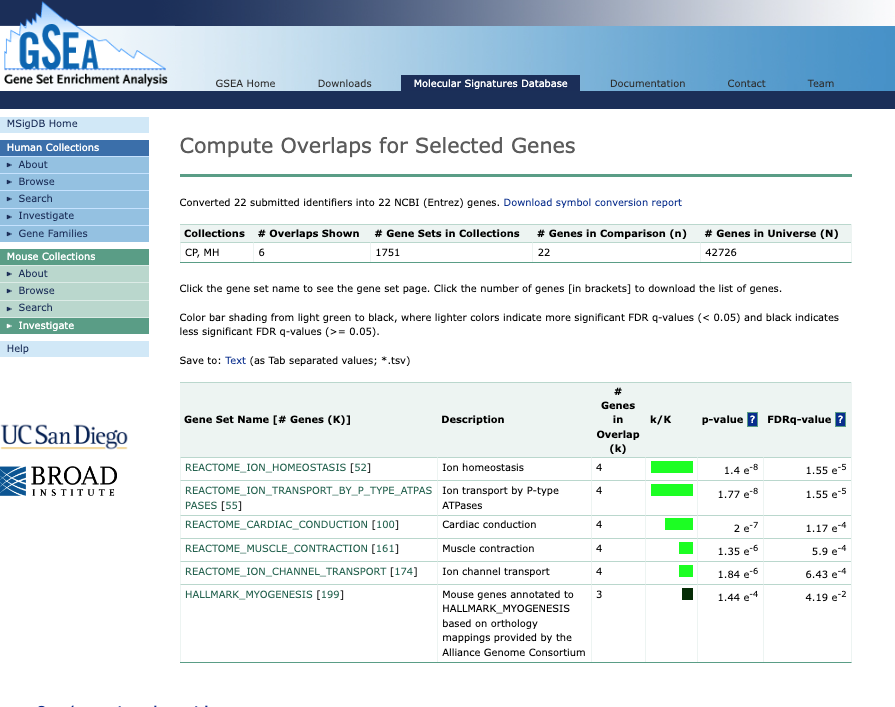 GSEA
Gene Set Enrichment Analysis
GSEA Home Downloads Molecular Signatures Database Documentation Contact Team
MSigDB Home
Human Collections
► About
► Browse
► Search
► Investigate
► Gene Families
Mouse Collections
► About
► Browse
► Search
► Investigate
Help
UC San Diego
BROAD
INSTITUTE
Compute Overlaps for Selected Genes
Converted 22 submitted identifiers into 22 NCBI (Entrez) genes. Download symbol conversion report
Collections # Overlaps Shown # Gene Sets in Collections # Genes in Comparison (n) # Genes in Universe (N)
CP, MH 6 1751 22 42726
Click the gene set name to see the gene set page. Click the number of genes [in brackets] to download the list of genes.
Color bar shading from light green to black, where lighter colors indicate more significant FDR q-values (< 0.05) and black indicates
less significant FDR q-values (>= 0.05).
Save to: Text (as Tab separated values; *.tsv)
Gene Set Name [# Genes (K)] Description
#
Genes
in
Overlap
(k)
k/K p-value ? FDRq-value ?
REACTOME_ION_HOMEOSTASIS [52] Ion homeostasis 4 1.4 e-8 1.55 e-5
REACTOME_ION_TRANSPORT_BY_P_TYPE_ATPAS Ion transport by P-type 4 1.77 e-8 1.55 e-5
PASES [55] ATPases
REACTOME_CARDIAC_CONDUCTION [100] Cardiac conduction 4 2 e-7 1.17 e-4
REACTOME_MUSCLE_CONTRACTION [161] Muscle contraction 4 1.35 e-6 5.9 e-4
REACTOME_ION_CHANNEL_TRANSPORT [174] Ion channel transport 4 1.84 e-6 6.43 e-4
HALLMARK_MYOGENESIS [199] Mouse genes annotated to 3 1.44 e-4 4.19 e-2
HALLMARK_MYOGENESIS
based on orthology
mappings provided by the
Alliance Genome Consortium